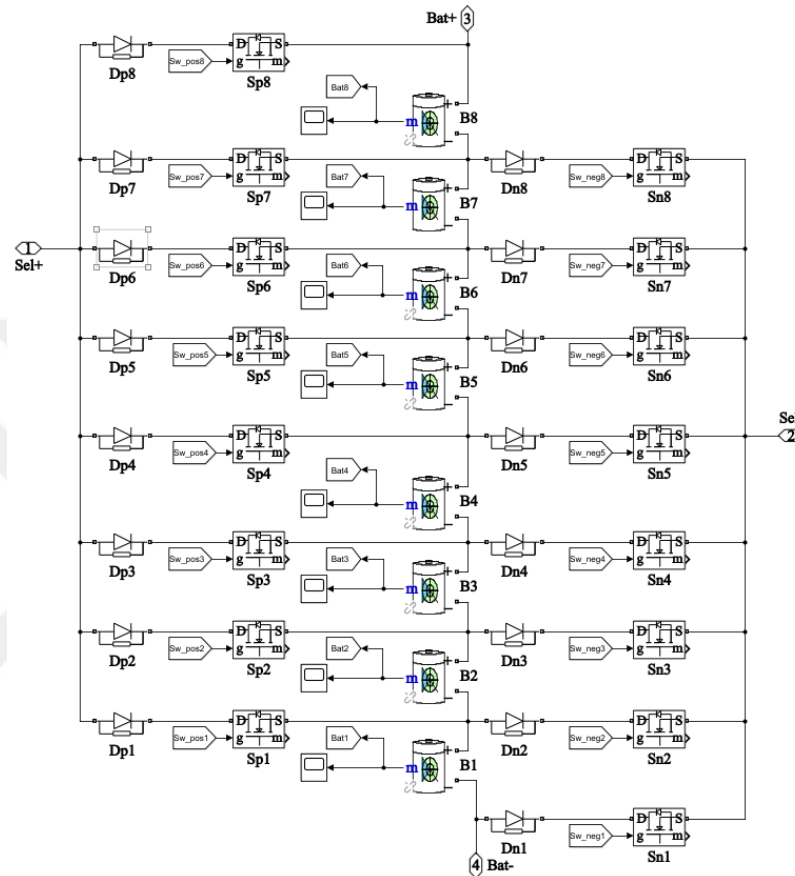 Bat+ 3
D S
Sw_pos8 g m
Dp8 Sp8
Bat8
m B8
D S D S
Sw_pos7 g m Sw_neg8 g m
Dp7 Sp7 Dn8 Sn8
Bat7
m B7
1 D S D S
Sel+ Sw_pos6 g m Sw_neg7 g m
Dp6 Sp6 Dn7 Sn7
Bat6
m B6
D S D S
Sw_pos5 g m Sw_neg6 g m
Dp5 Sp5 Dn6 Sn6
Bat5
m B5
Sel
D S D S 2
Sw_pos4 g m Sw_neg5 g m
Dp4 Sp4 Dn5 Sn5
Bat4
m B4
D S D S
Sw_pos3 g m Sw_neg4 g m
Dp3 Sp3 Dn4 Sn4
Bat3
m B3
D S D S
Sw_pos2 g m Sw_neg3 g m
Dp2 Sp2 Dn3 Sn3
Bat2
m B2
D S D S
Sw_pos1 g m Sw_neg2 g m
Dp1 Sp1 Dn2 Sn2
Bat1
m B1
D S
Sw_neg1 g m
Dn1 Sn1
4 Bat-